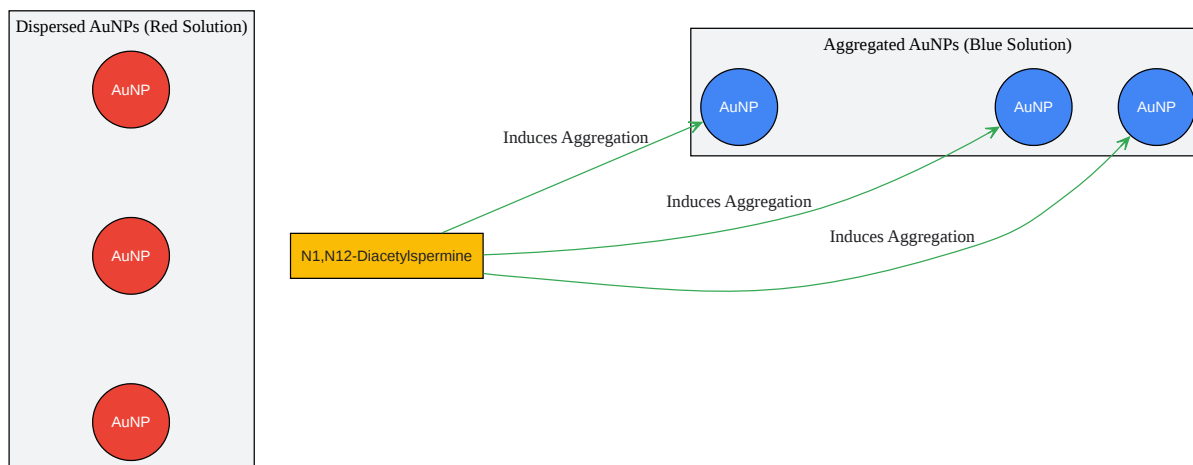 Dispersed AuNPs (Red Solution)
AuNP
AuNP
AuNP
N1,N12-Diacetylspermine
Induces Aggregation
Induces Aggregation
Induces Aggregation
Aggregated AuNPs (Blue Solution)
AuNP
AuNP
AuNP